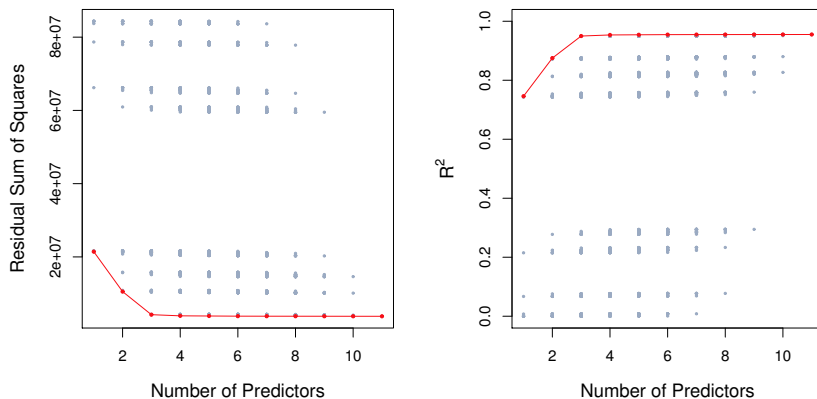 Residual Sum of Squares
2e+07 4e+07 6e+07 8e+07
2 4 6 8 10
Number of Predictors
R2
0.0 0.2 0.4 0.6 0.8 1.0
2 4 6 8 10
Number of Predictors